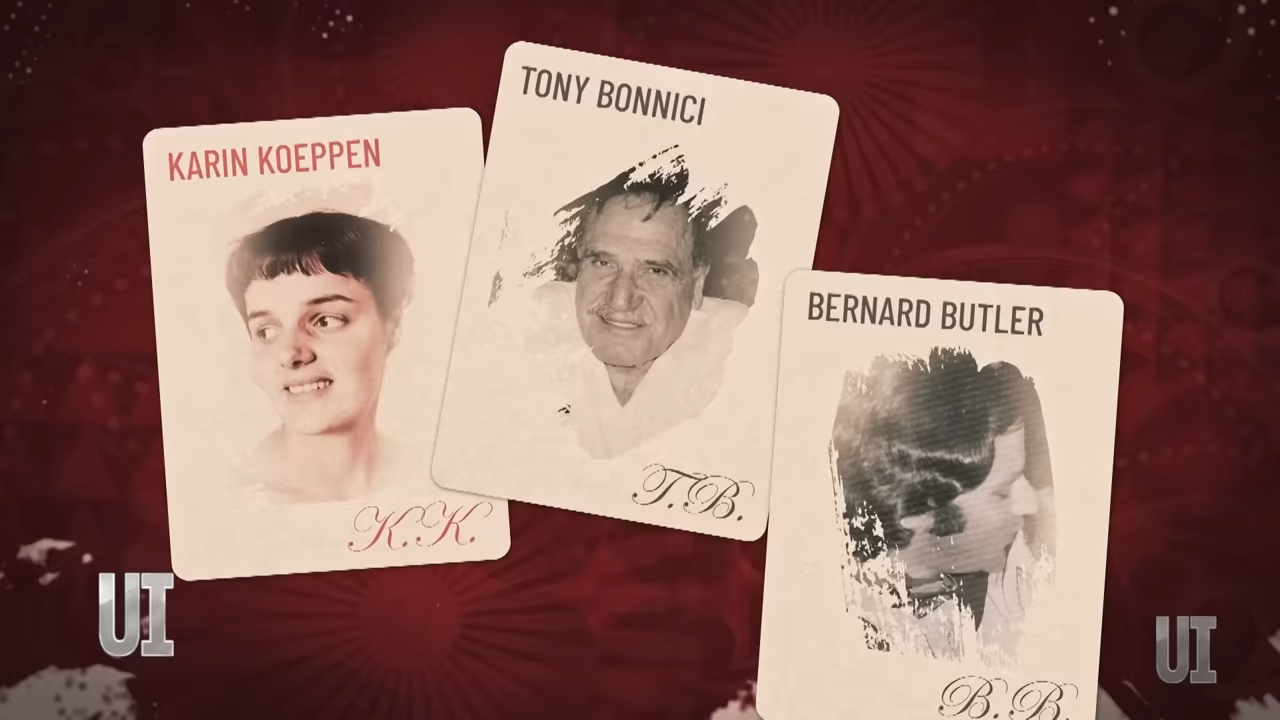 KARIN KOEPPEN
K.K.
TONY BONNICI
T.B.
BERNARD BUTLER
B.B.
UI
UI